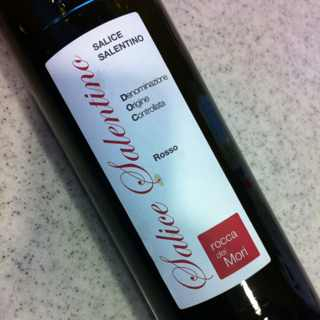 SALICE
SALENTINO
Salice Salentino
Denominazione
Origine
Controllata
Rosso
rocca
dei
Mori